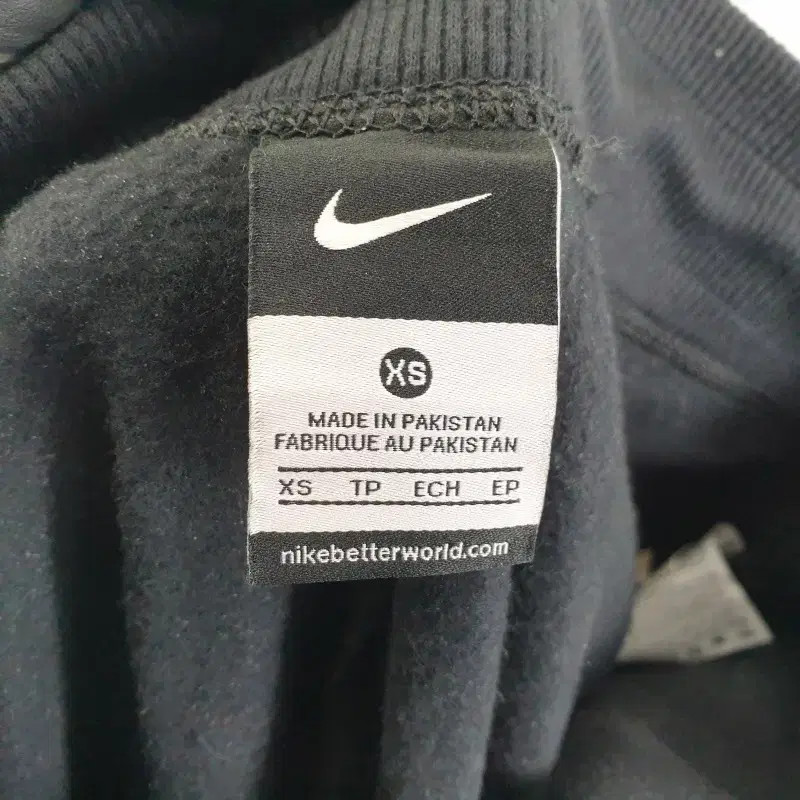 XS
MADE IN PAKISTAN
FABRIQUE AU PAKISTAN
XS TP ECH EP
nikebetterworld.com